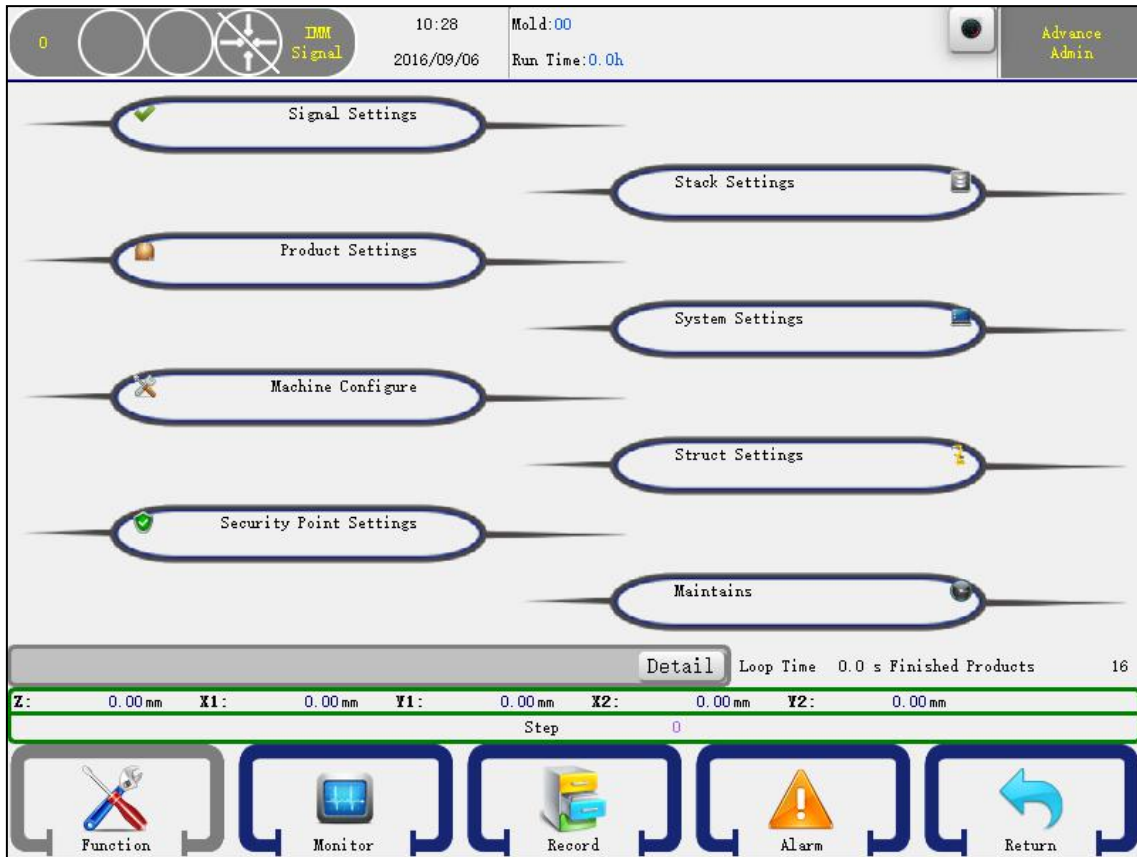 0
IMM
Signal
10:28
2016/09/06
Mold:00
Run Time:0.0h
Advance
Admin
Signal Settings
Stack Settings
Product Settings
System Settings
Machine Configure
Struct Settings
Security Point Settings
Maintains
Detail Loop Time 0.0 s Finished Products 16
Z: 0.00mm X1: 0.00mm Y1: 0.00mm X2: 0.00mm Y2: 0.00mm
Step 0
Function Monitor Record Alarm Return